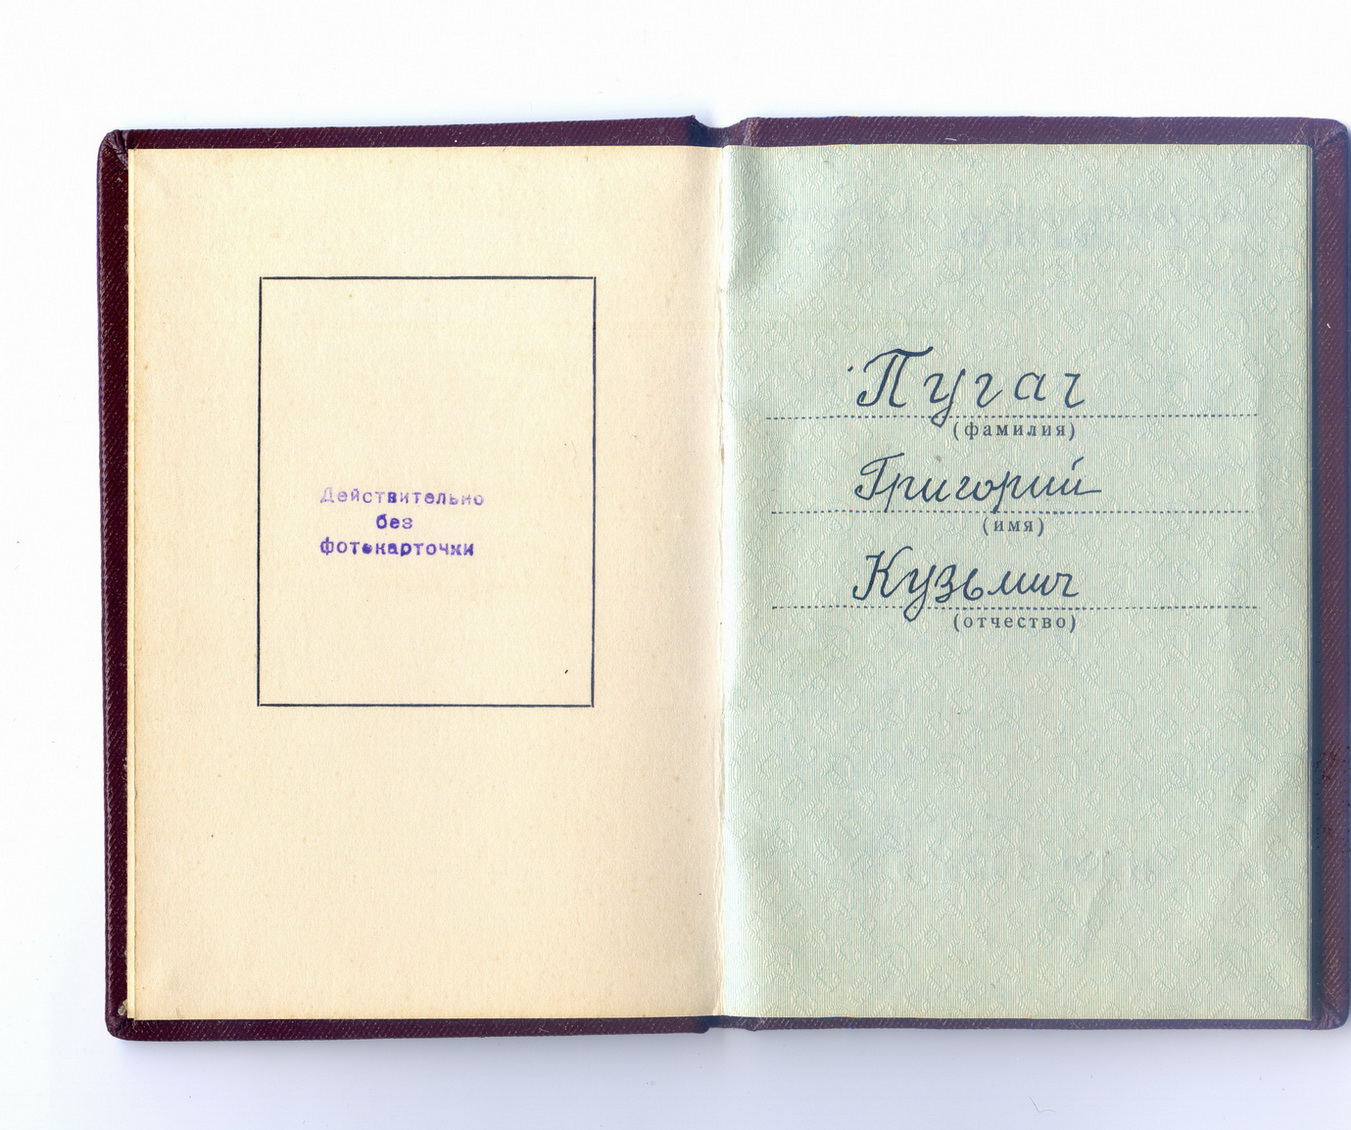 Действительно
без
фотокарточки
Пугач
(фамилия)
Григорий
(имя)
Кузьмич
(отчество)